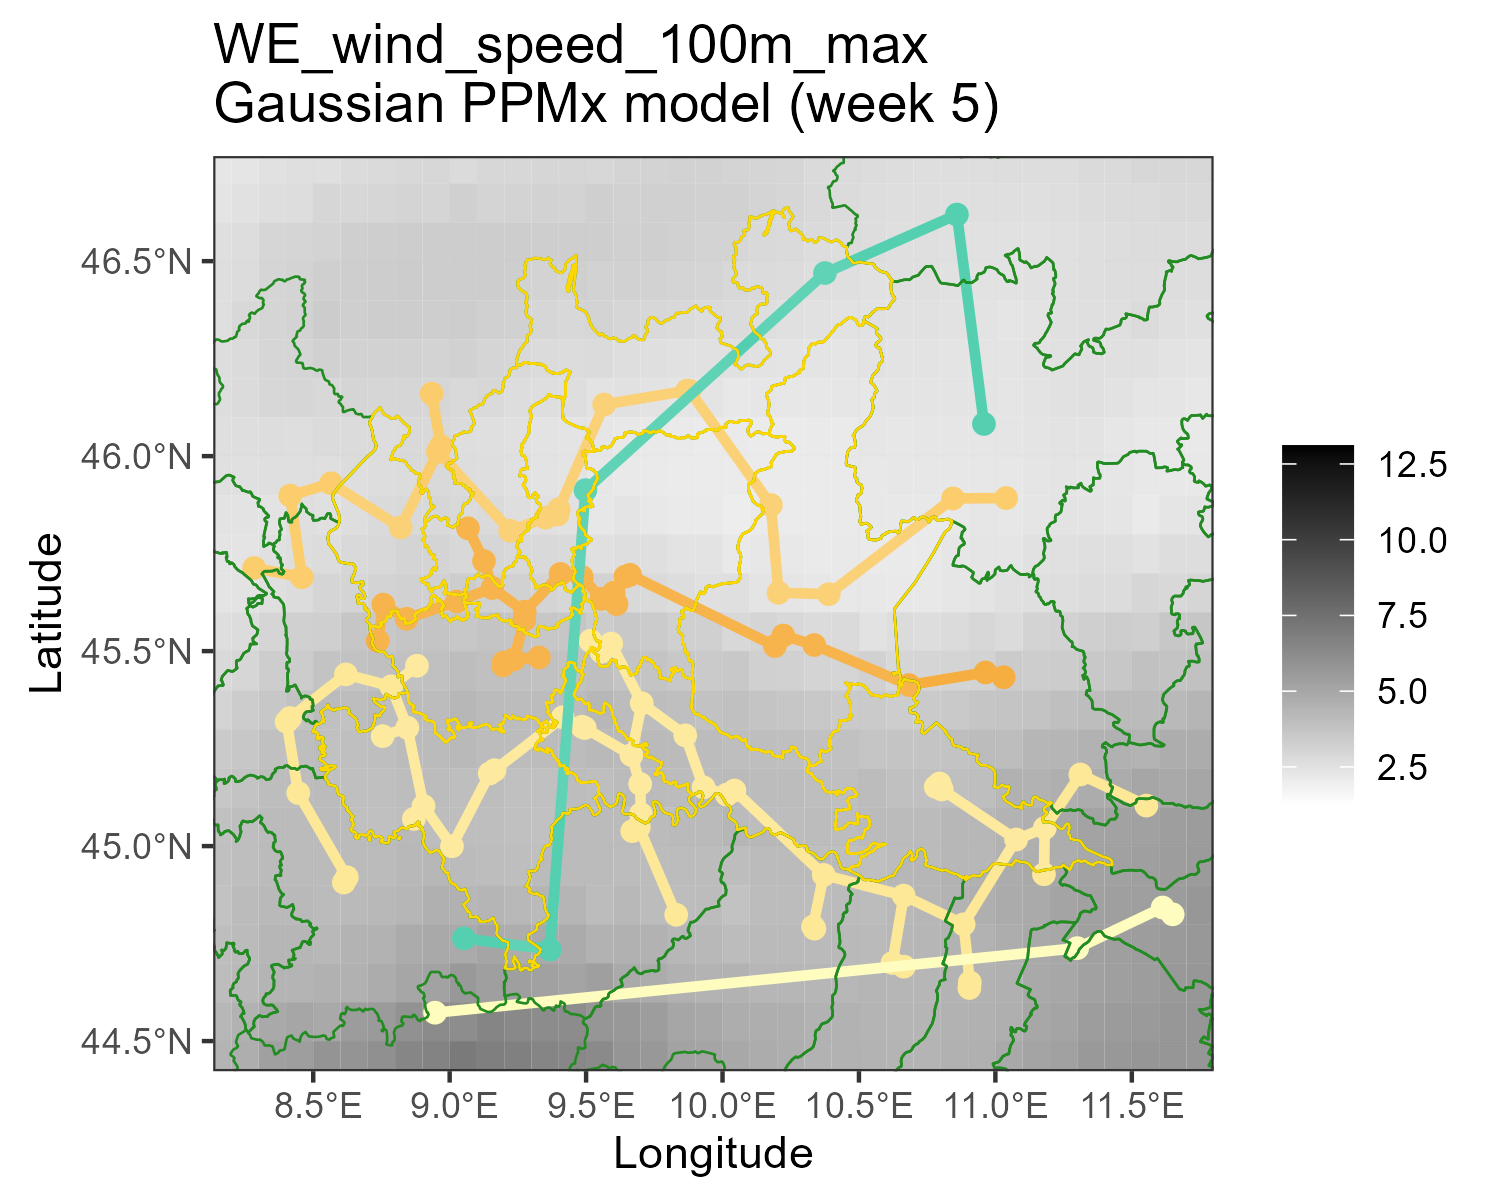 WE_wind_speed_100m_max
Gaussian PPMx model (week 5)
46.5°N
46.0°N
45.5°N
45.0°N
44.5°N
Latitude
8.5°E 9.0°E 9.5°E 10.0°E 10.5°E 11.0°E 11.5°E
Longitude
12.5
10.0
7.5
5.0
2.5